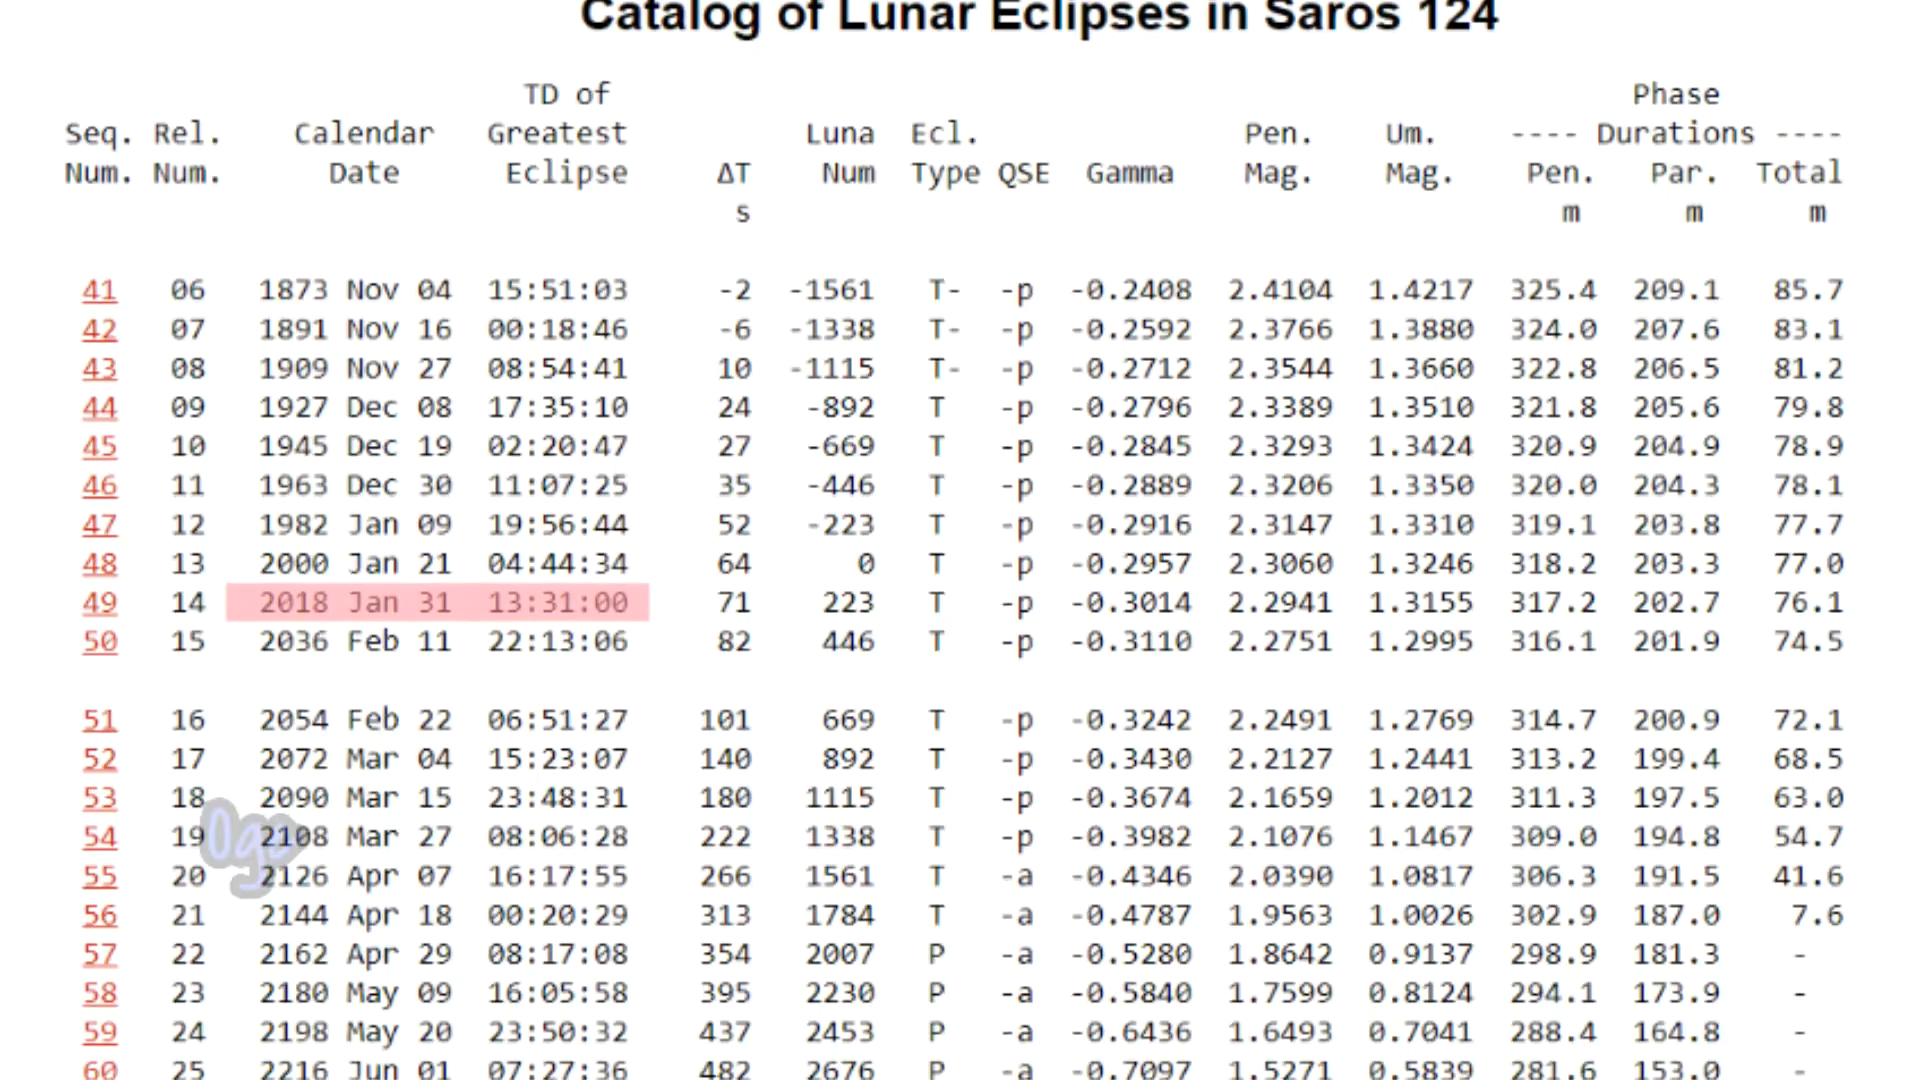 Catalog of Lunar Eclipses in Saros 124
TD of Phase
Seq. Rel. Calendar Greatest Luna Ecl. Pen. Um. ---- Durations ----
Num. Num. Date Eclipse ΔT Num Type QSE Gamma Mag. Mag. Pen. Par. Total
s m m m
41 06 1873 Nov 04 15:51:03 -2 -1561 T- -p -0.2408 2.4104 1.4217 325.4 209.1 85.7
42 07 1891 Nov 16 00:18:46 -6 -1338 T- -p -0.2592 2.3766 1.3880 324.0 207.6 83.1
43 08 1909 Nov 27 08:54:41 10 -1115 T- -p -0.2712 2.3544 1.3660 322.8 206.5 81.2
44 09 1927 Dec 08 17:35:10 24 -892 T -p -0.2796 2.3389 1.3510 321.8 205.6 79.8
45 10 1945 Dec 19 02:20:47 27 -669 T -p -0.2845 2.3293 1.3424 320.9 204.9 78.9
46 11 1963 Dec 30 11:07:25 35 -446 T -p -0.2889 2.3206 1.3350 320.0 204.3 78.1
47 12 1982 Jan 09 19:56:44 52 -223 T -p -0.2916 2.3147 1.3310 319.1 203.8 77.7
48 13 2000 Jan 21 04:44:34 64 0 T -p -0.2957 2.3060 1.3246 318.2 203.3 77.0
49 14 2018 Jan 31 13:31:00 71 223 T -p -0.3014 2.2941 1.3155 317.2 202.7 76.1
50 15 2036 Feb 11 22:13:06 82 446 T -p -0.3110 2.2751 1.2995 316.1 201.9 74.5
51 16 2054 Feb 22 06:51:27 101 669 T -p -0.3242 2.2491 1.2769 314.7 200.9 72.1
52 17 2072 Mar 04 15:23:07 140 892 T -p -0.3430 2.2127 1.2441 313.2 199.4 68.5
53 18 2090 Mar 15 23:48:31 180 1115 T -p -0.3674 2.1659 1.2012 311.3 197.5 63.0
54 19 2108 Mar 27 08:06:28 222 1338 T -p -0.3982 2.1076 1.1467 309.0 194.8 54.7
55 20 2126 Apr 07 16:17:55 266 1561 T -a -0.4346 2.0390 1.0817 306.3 191.5 41.6
56 21 2144 Apr 18 00:20:29 313 1784 T -a -0.4787 1.9563 1.0026 302.9 187.0 7.6
57 22 2162 Apr 29 08:17:08 354 2007 P -a -0.5280 1.8642 0.9137 298.9 181.3 -
58 23 2180 May 09 16:05:58 395 2230 P -a -0.5840 1.7599 0.8124 294.1 173.9 -
59 24 2198 May 20 23:50:32 437 2453 P -a -0.6436 1.6493 0.7041 288.4 164.8 -
60 25 2216 Jun 01 07:27:36 482 2676 P -a -0.7097 1.5271 0.5839 281.6 153.0 -